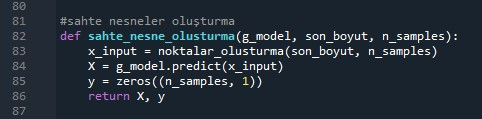 80
81 #sahte nesneler oluşturma
82 def sahte_nesne_olusturma(g_model, son_boyut, n_samples):
83 x_input = noktalar_olusturma(son_boyut, n_samples)
84 X = g_model.predict(x_input)
85 y = zeros((n_samples, 1))
86 return X, y
87